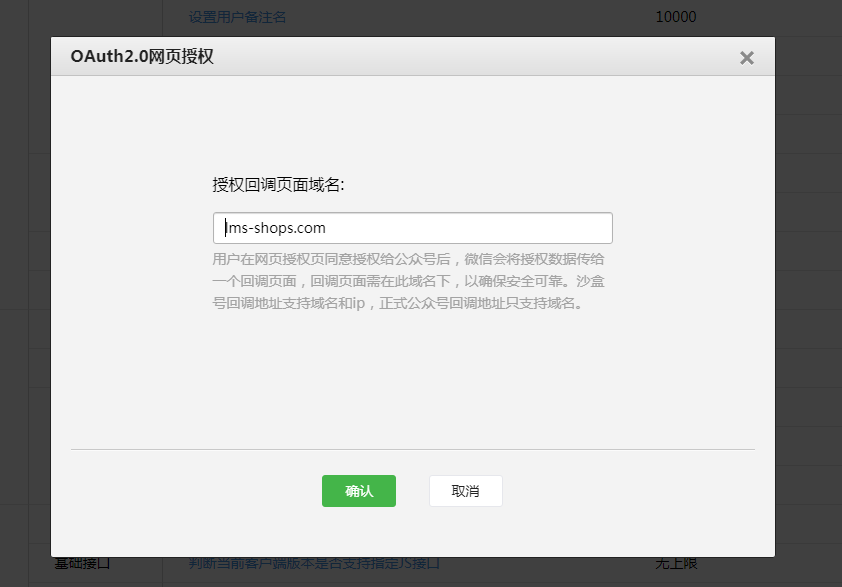 设置用户备注名 10000
OAuth2.0网页授权
授权回调页面域名:
lms-shops.com
用户在网页授权页同意授权给公众号后，微信会将授权数据传给
一个回调页面，回调页面需在此域名下，以确保安全可靠。沙盒
号回调地址支持域名和ip，正式公众号回调地址只支持域名。
确认 取消
基础接口 判断当前客户端版本是否支持指定JS接口 无上限